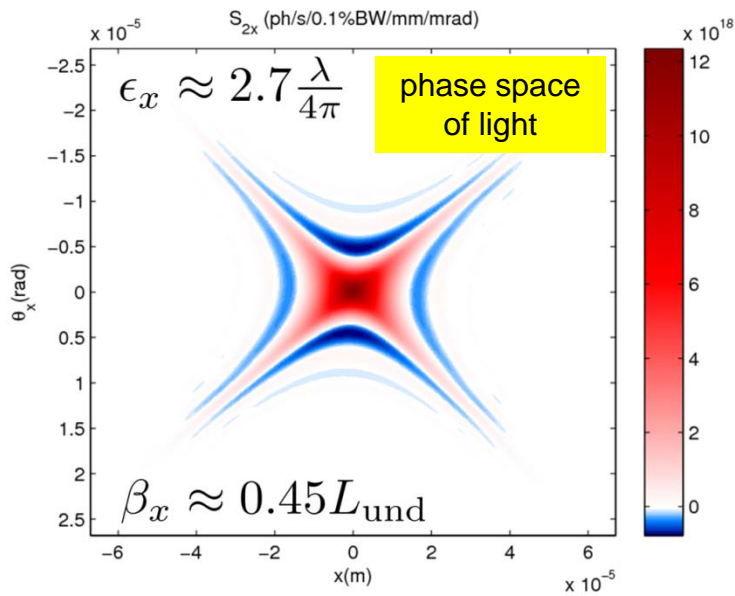 S2x (ph/s/0.1%BW/mm/mrad)
x 10^-5
x 10^18
ϵx ≈ 2.7 λ/4π
phase space
of light
−2.5
−2
−1.5
−1
−0.5
0
0.5
1
1.5
2
2.5
θx(rad)
βx ≈ 0.45Lund
−6 −4 −2 0 2 4 6
x(m)
x 10^-5
12
10
8
6
4
2
0